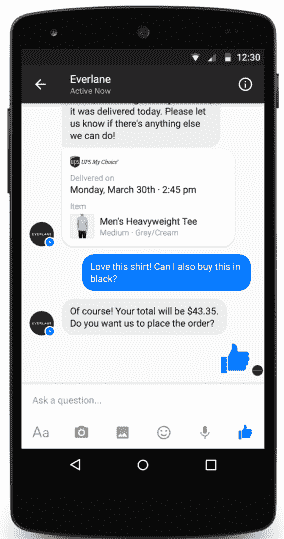 12:30
Everlane
Active Now
it was delivered today. Please let
us know if there's anything else
we can do!
ups UPS My Choice
Delivered on
Monday, March 30th · 2:45 pm
Item
Men's Heavyweight Tee
Medium · Grey/Cream
EVERLANE
Love this shirt! Can I also buy this in
black?
Of course! Your total will be $43.35.
Do you want us to place the order?
EVERLANE
Ask a question...
Aa